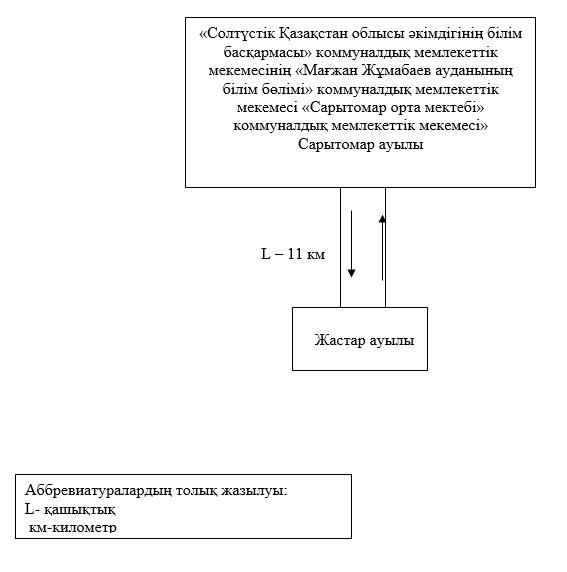 «Солтүстік Қазақстан облысы әкімдігінің білім
басқармасы» коммуналдық мемлекеттік
мекемесінің «Мағжан Жұмабаев ауданының
білім бөлімі» коммуналдық мемлекеттік
мекемесі «Сарытомар орта мектебі»
коммуналдық мемлекеттік мекемесі»
Сарытомар ауылы
L – 11 км
Жастар ауылы
Аббревиатуралардың толық жазылуы:
L- қашықтық
км-километр